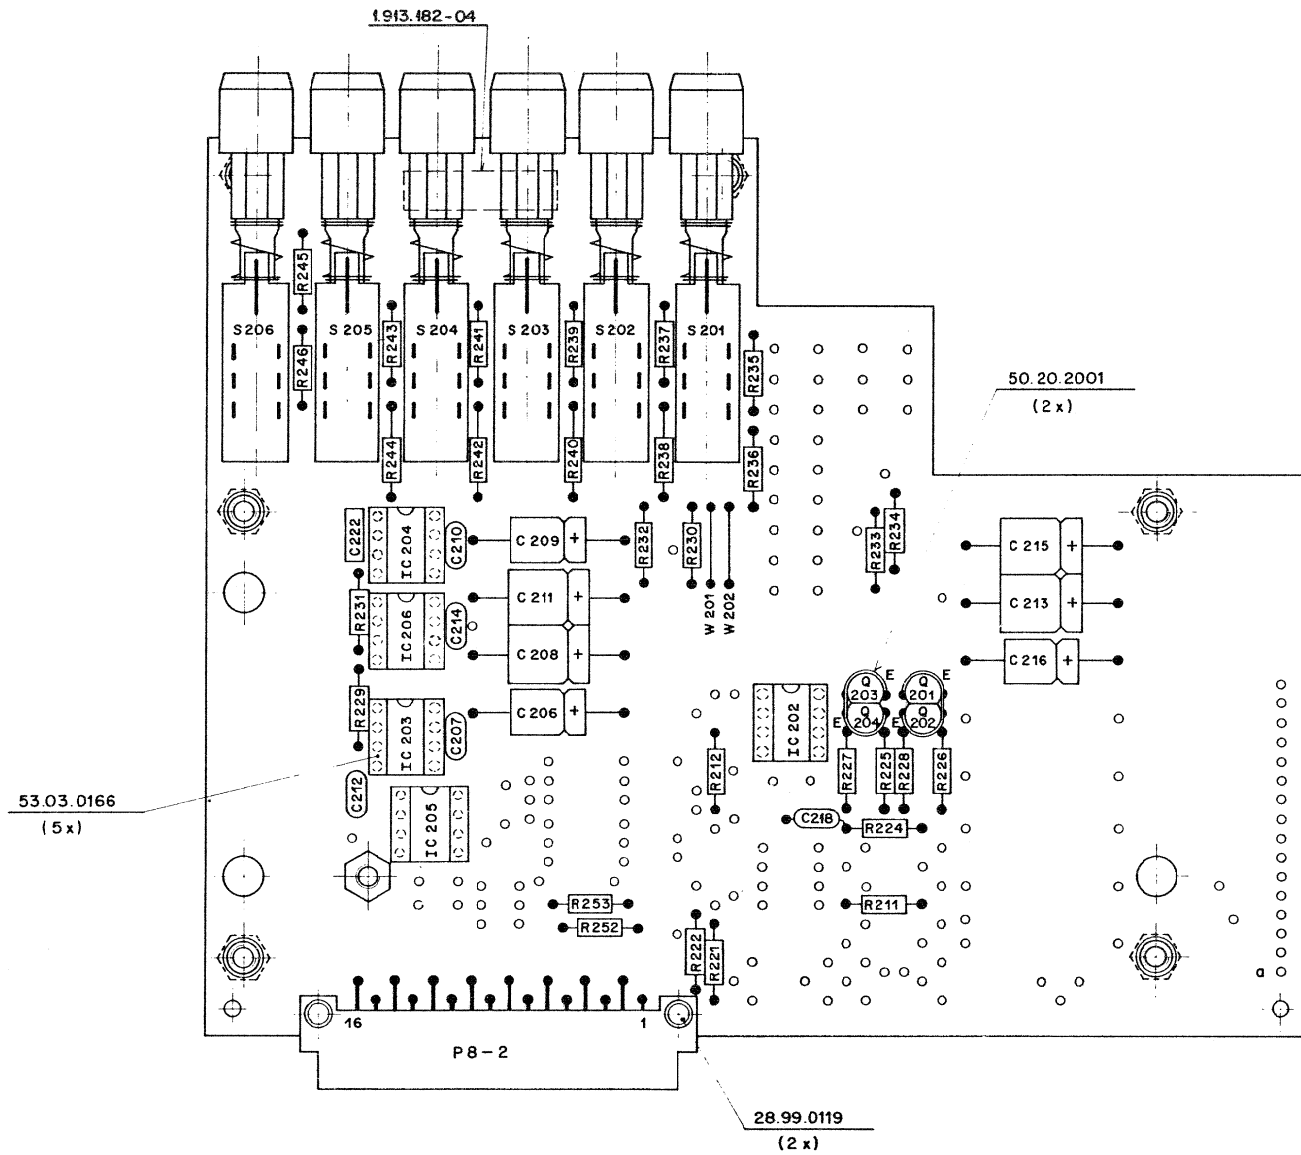 1.913.182-04
R245
S206
S205
S204
S203
S202
S201
R246
R243
R241
R239
R237
R235
50.20.2001
(2x)
R244
R242
R240
R238
R236
C222
IC204
C210
C209 +
R232
R230
R233
R234
C215 +
R231
IC206
C214
C211 +
W201
W202
C213 +
C208 +
C216 +
R229
IC203
C207
C206 +
IC202
Q
203
E
Q
201
E
E
204
Q
E
202
Q
R212
R227
R225
R228
R226
53.03.0166
(5x)
C212
IC205
C218
R224
R253
R211
R252
R222
R221
a
16
1
P8-2
28.99.0119
(2x)